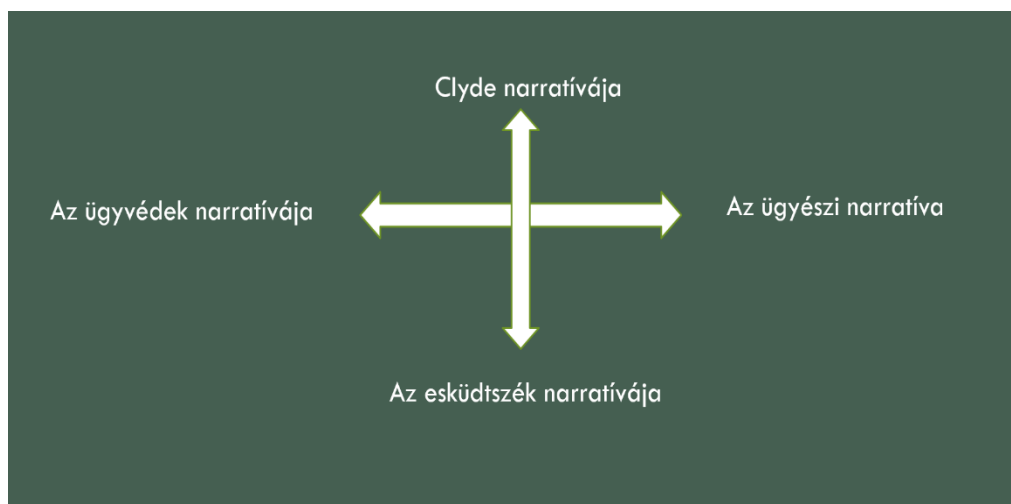 Clyde narratívája
Az ügyvédek narratívája
Az ügyészi narratíva
Az esküdtszék narratívája